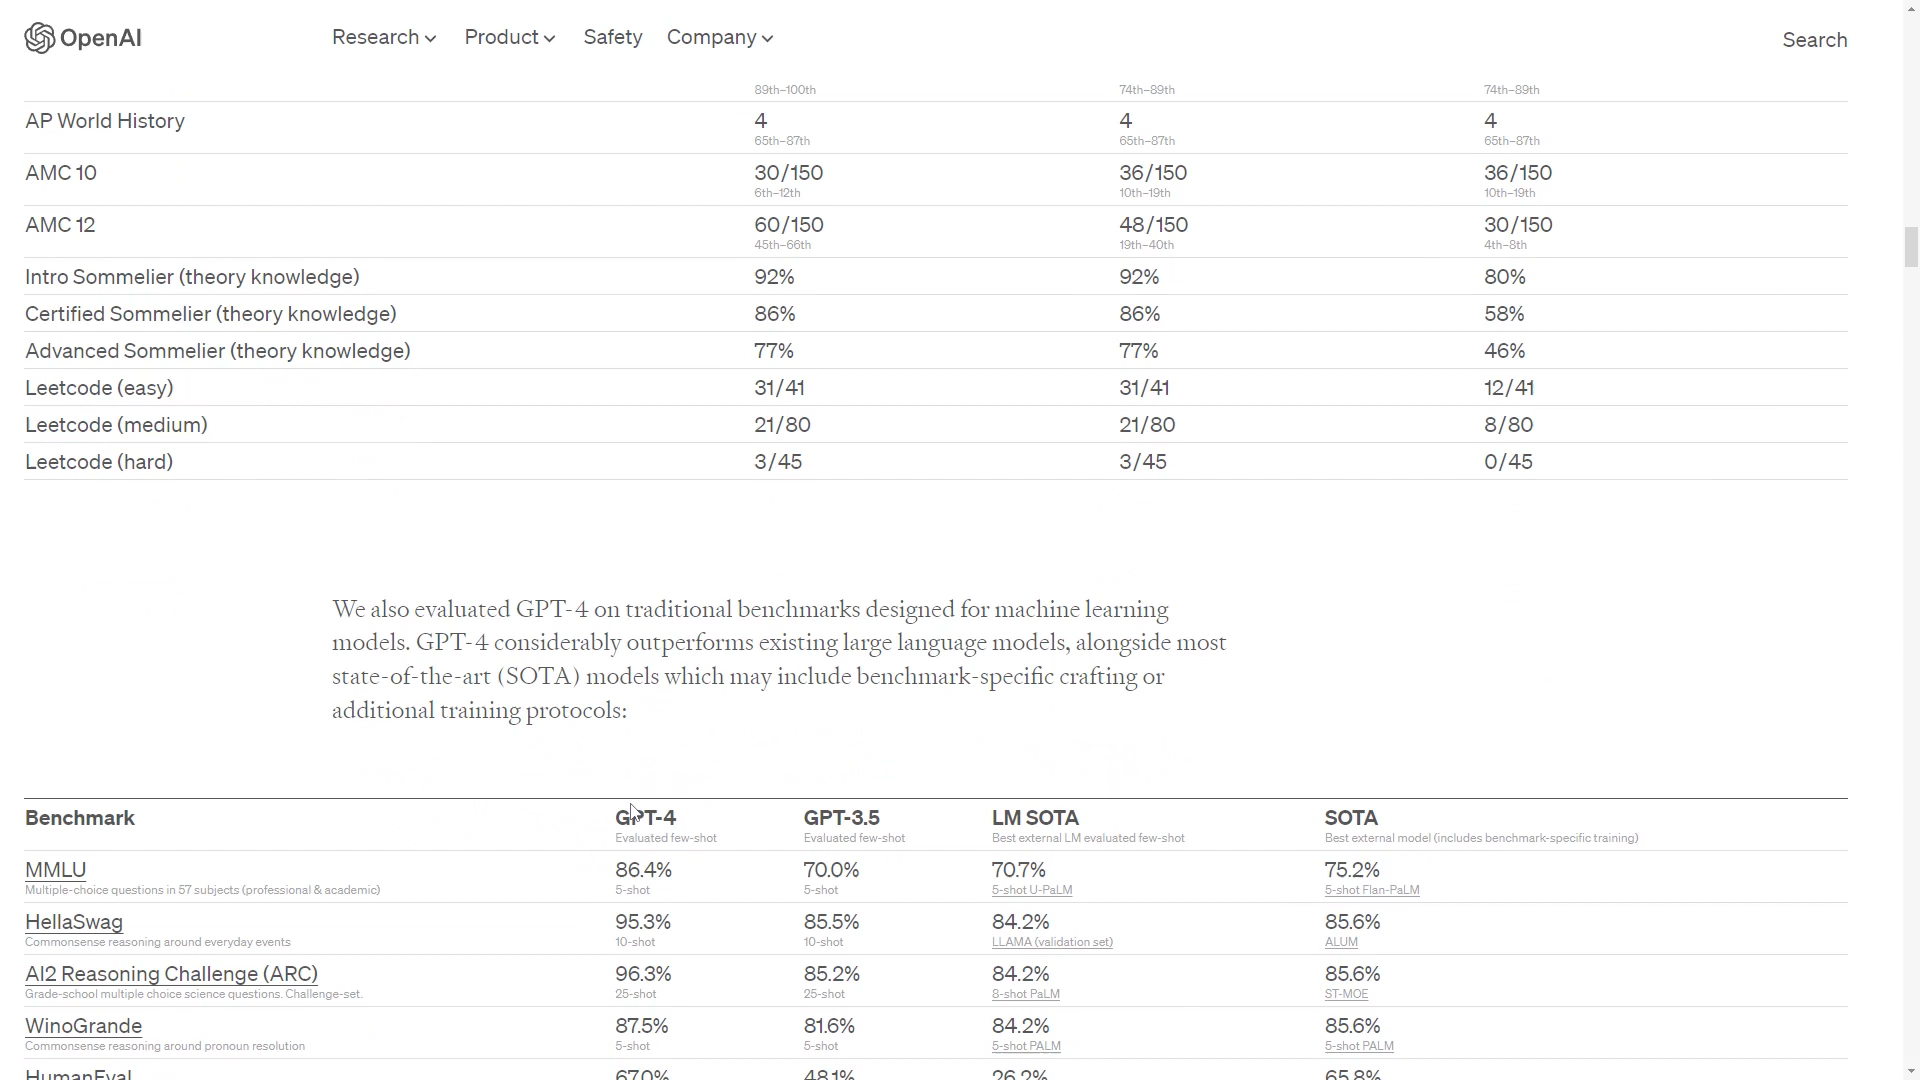 OpenAI Research Product Safety Company Search
89th–100th 74th–89th 74th–89th
AP World History 4 4 4
65th–87th 65th–87th 65th–87th
AMC 10 30/150 36/150 36/150
6th–12th 10th–19th 10th–19th
AMC 12 60/150 48/150 30/150
45th–66th 19th–40th 4th–8th
Intro Sommelier (theory knowledge) 92% 92% 80%
Certified Sommelier (theory knowledge) 86% 86% 58%
Advanced Sommelier (theory knowledge) 77% 77% 46%
Leetcode (easy) 31/41 31/41 12/41
Leetcode (medium) 21/80 21/80 8/80
Leetcode (hard) 3/45 3/45 0/45
We also evaluated GPT-4 on traditional benchmarks designed for machine learning
models. GPT-4 considerably outperforms existing large language models, alongside most
state-of-the-art (SOTA) models which may include benchmark-specific crafting or
additional training protocols:
Benchmark GPT-4 GPT-3.5 LM SOTA SOTA
Evaluated few-shot Evaluated few-shot Best external LM evaluated few-shot Best external model (includes benchmark-specific training)
MMLU 86.4% 70.0% 70.7% 75.2%
Multiple-choice questions in 57 subjects (professional & academic) 5-shot 5-shot 5-shot U-PaLM 5-shot Flan-PaLM
HellaSwag 95.3% 85.5% 84.2% 85.6%
Commonsense reasoning around everyday events 10-shot 10-shot LLAMA (validation set) ALUM
AI2 Reasoning Challenge (ARC) 96.3% 85.2% 84.2% 85.6%
Grade-school multiple choice science questions. Challenge-set. 25-shot 25-shot 8-shot PaLM ST-MOE
WinoGrande 87.5% 81.6% 84.2% 85.6%
Commonsense reasoning around pronoun resolution 5-shot 5-shot 5-shot PALM 5-shot PALM
HumanEval 67.0% 48.1% 26.2% 65.8%